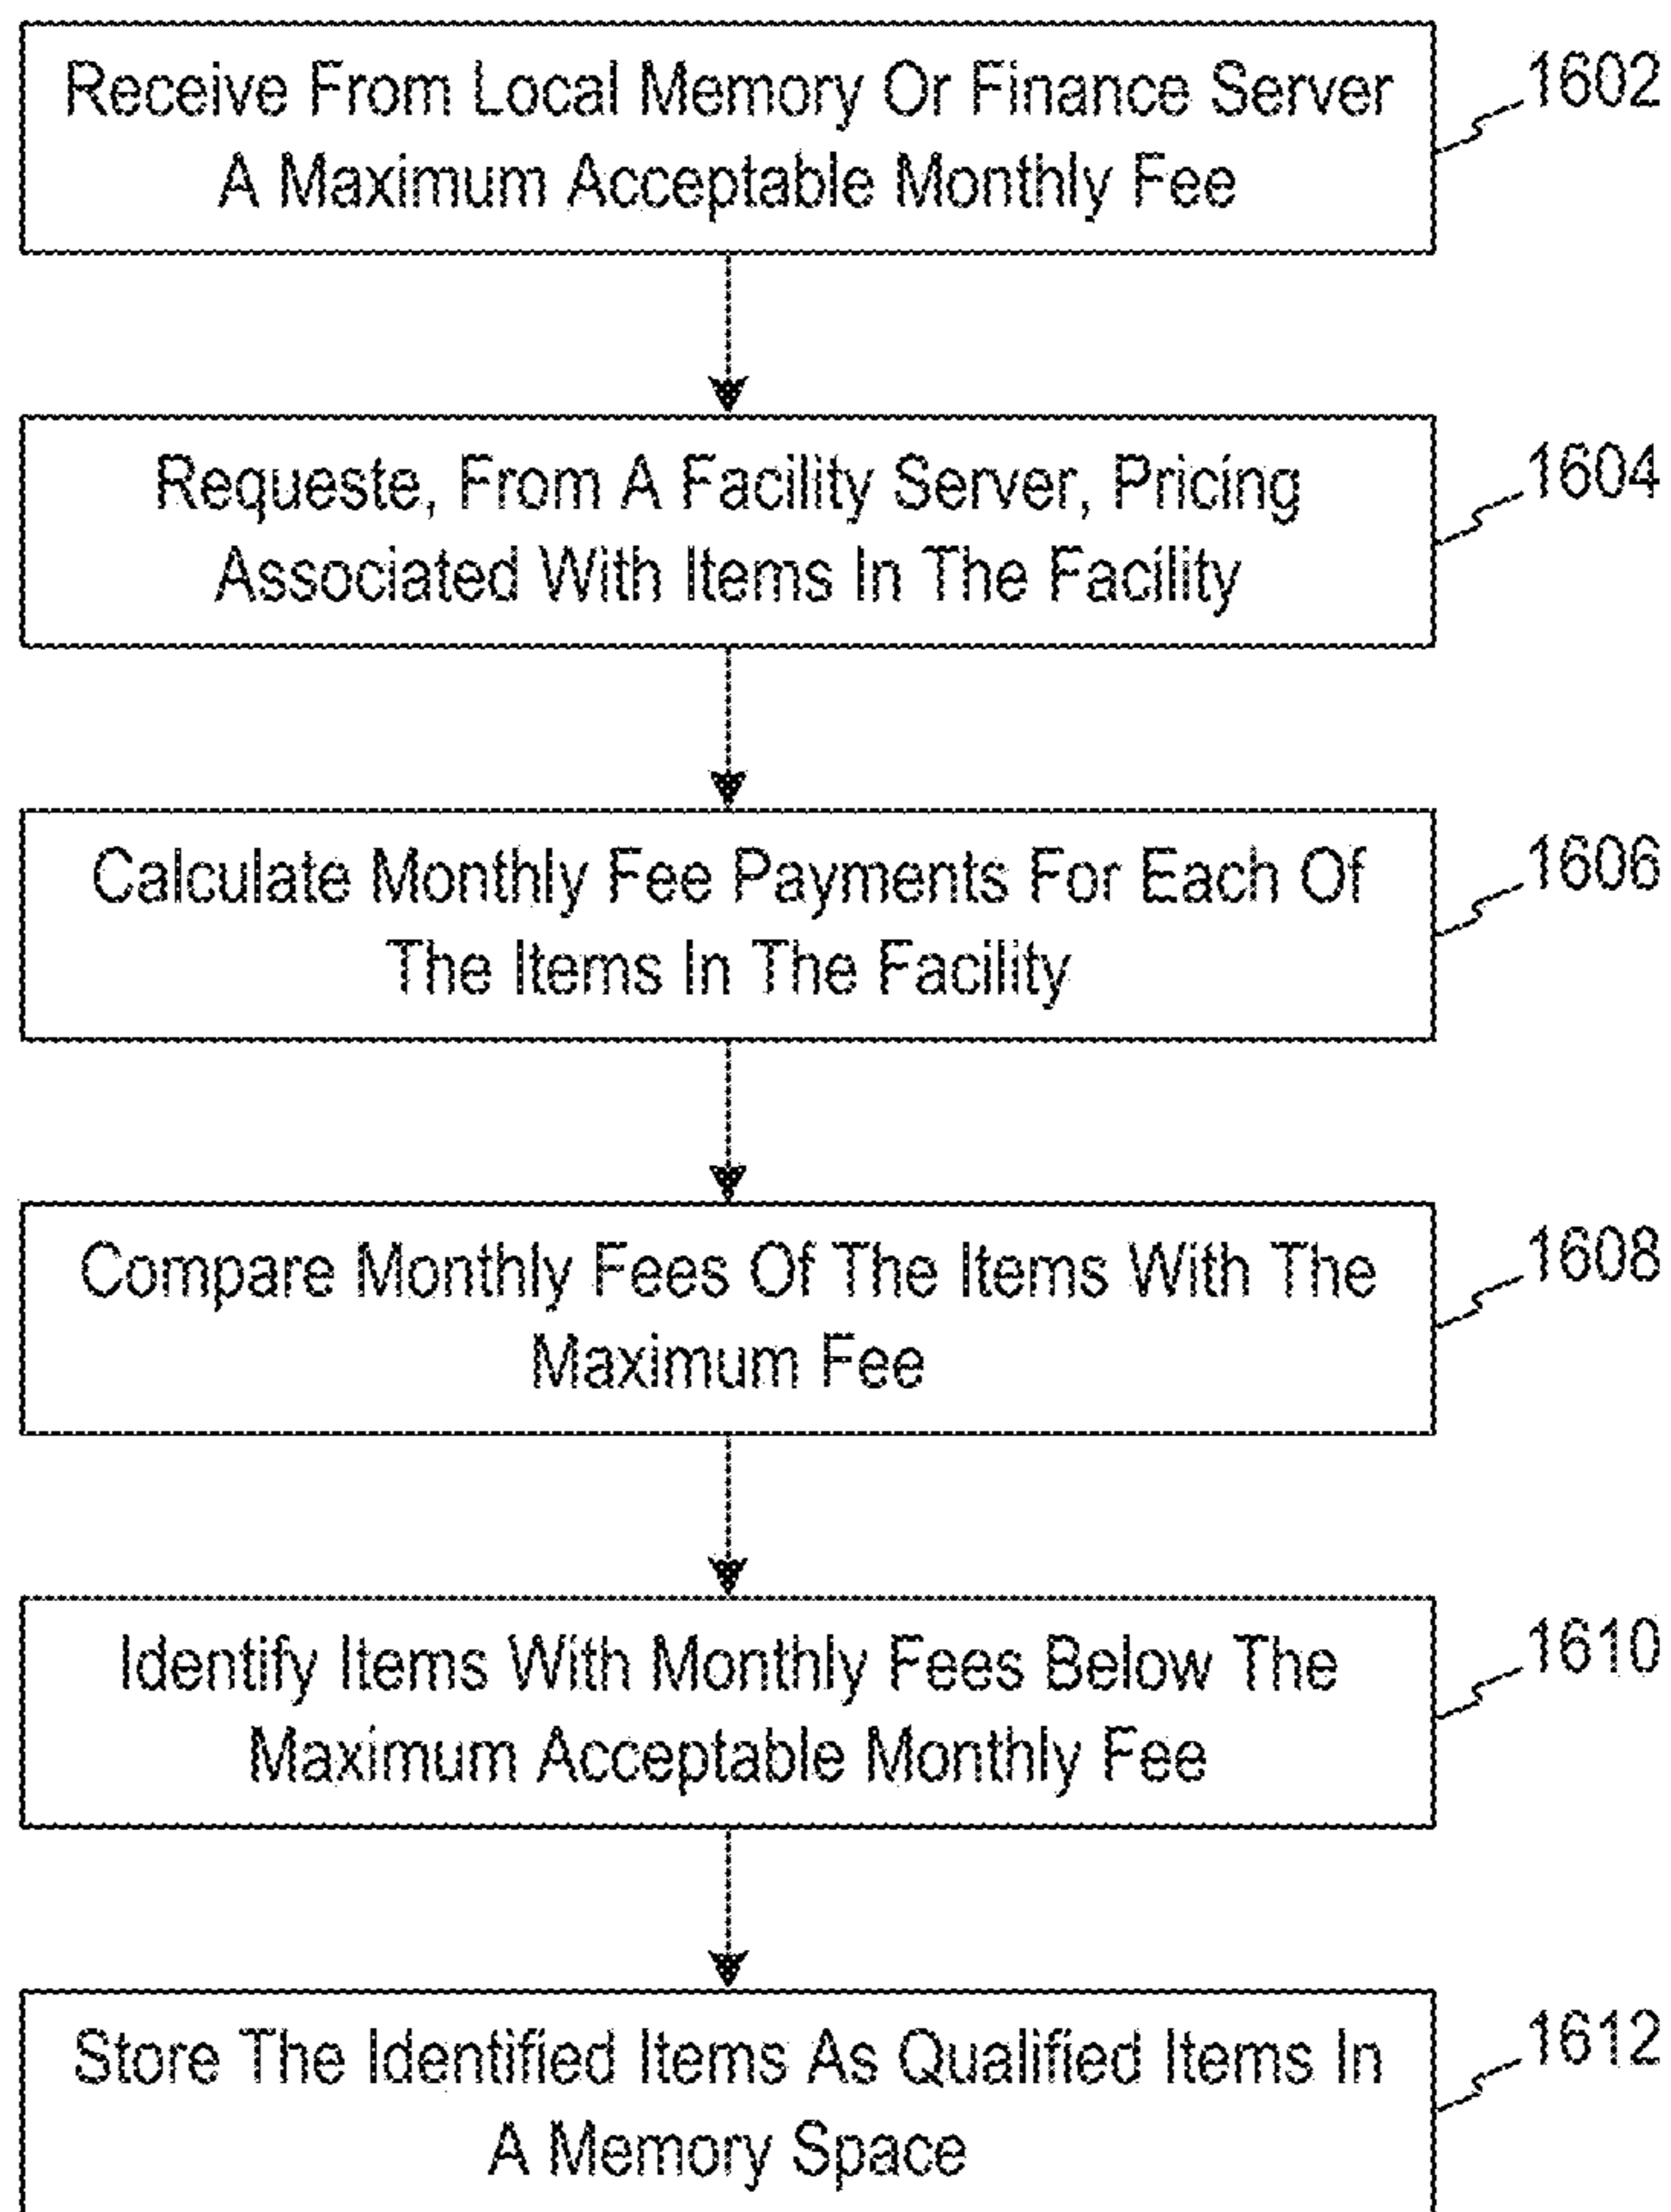 Receive From Local Memory Or Finance Server
A Maximum Acceptable Monthly Fee
1602
Requeste, From A Facility Server, Pricing
Associated With Items In The Facility
1604
Calculate Monthly Fee Payments For Each Of
The Items In The Facility
1606
Compare Monthly Fees Of The Items With The
Maximum Fee
1608
Identify Items With Monthly Fees Below The
Maximum Acceptable Monthly Fee
1610
Store The Identified Items As Qualified Items In
A Memory Space
1612